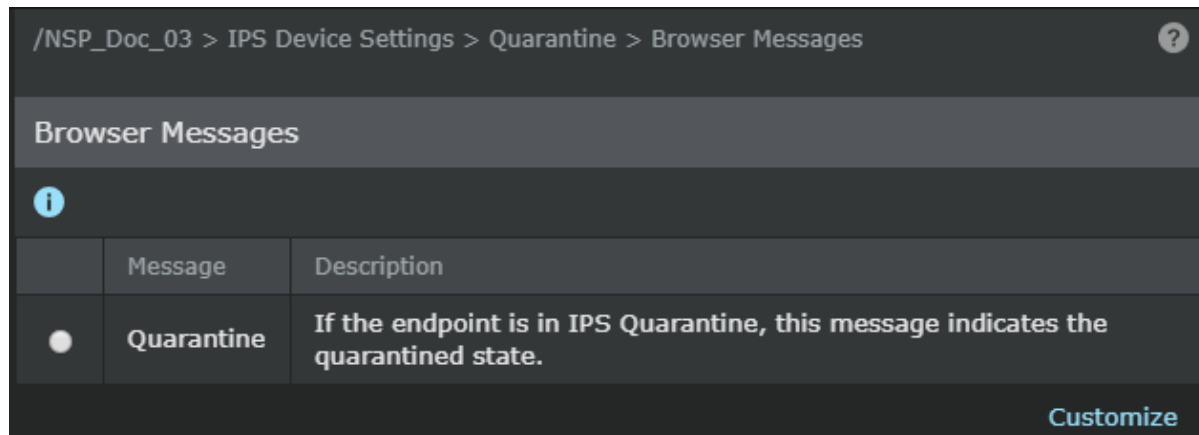 /NSP_Doc_03 > IPS Device Settings > Quarantine > Browser Messages
?
Browser Messages
i
Message Description
Quarantine If the endpoint is in IPS Quarantine, this message indicates the
quarantined state.
Customize